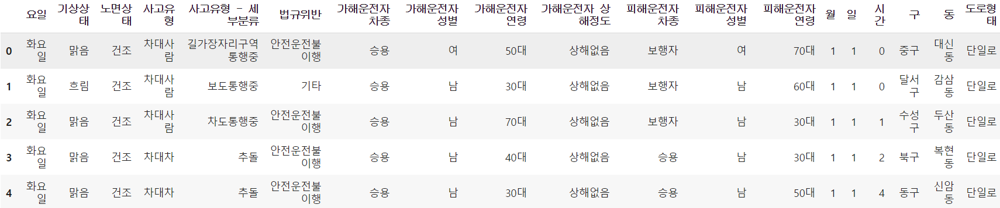 요일 기상상태 노면상태 사고유형 사고유형 - 세부분류 법규위반 가해운전자 차종 가해운전자 성별 가해운전자 연령 가해운전자 상해정도 피해운전자 차종 피해운전자 성별 피해운전자 연령 월 일 시간 구 동 도로형태
0 화요일 맑음 건조 차대사람 길가장자리구역통행중 안전운전불이행 승용 여 50대 상해없음 보행자 여 70대 1 1 0 중구 대신동 단일로
1 화요일 흐림 건조 차대사람 보도통행중 기타 승용 남 30대 상해없음 보행자 남 60대 1 1 0 달서구 감삼동 단일로
2 화요일 맑음 건조 차대사람 차도통행중 안전운전불이행 승용 남 70대 상해없음 보행자 남 30대 1 1 1 수성구 두산동 단일로
3 화요일 맑음 건조 차대차 추돌 안전운전불이행 승용 남 40대 상해없음 승용 남 30대 1 1 2 북구 복현동 단일로
4 화요일 맑음 건조 차대차 추돌 안전운전불이행 승용 남 30대 상해없음 승용 남 50대 1 1 4 동구 신암동 단일로